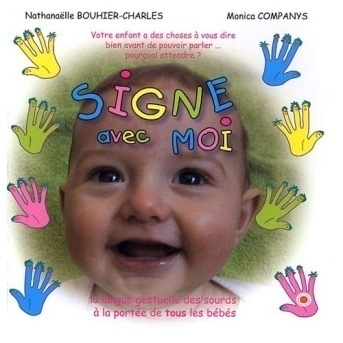 Nathanaëlle BOUHIER-CHARLES Monica COMPANYS
Votre enfant a des choses à vous dire
bien avant de pouvoir parler ...
pourquoi attendre ?
SIGNE
avec MOI
la langue gestuelle des sourds
à la portée de tous les bébés